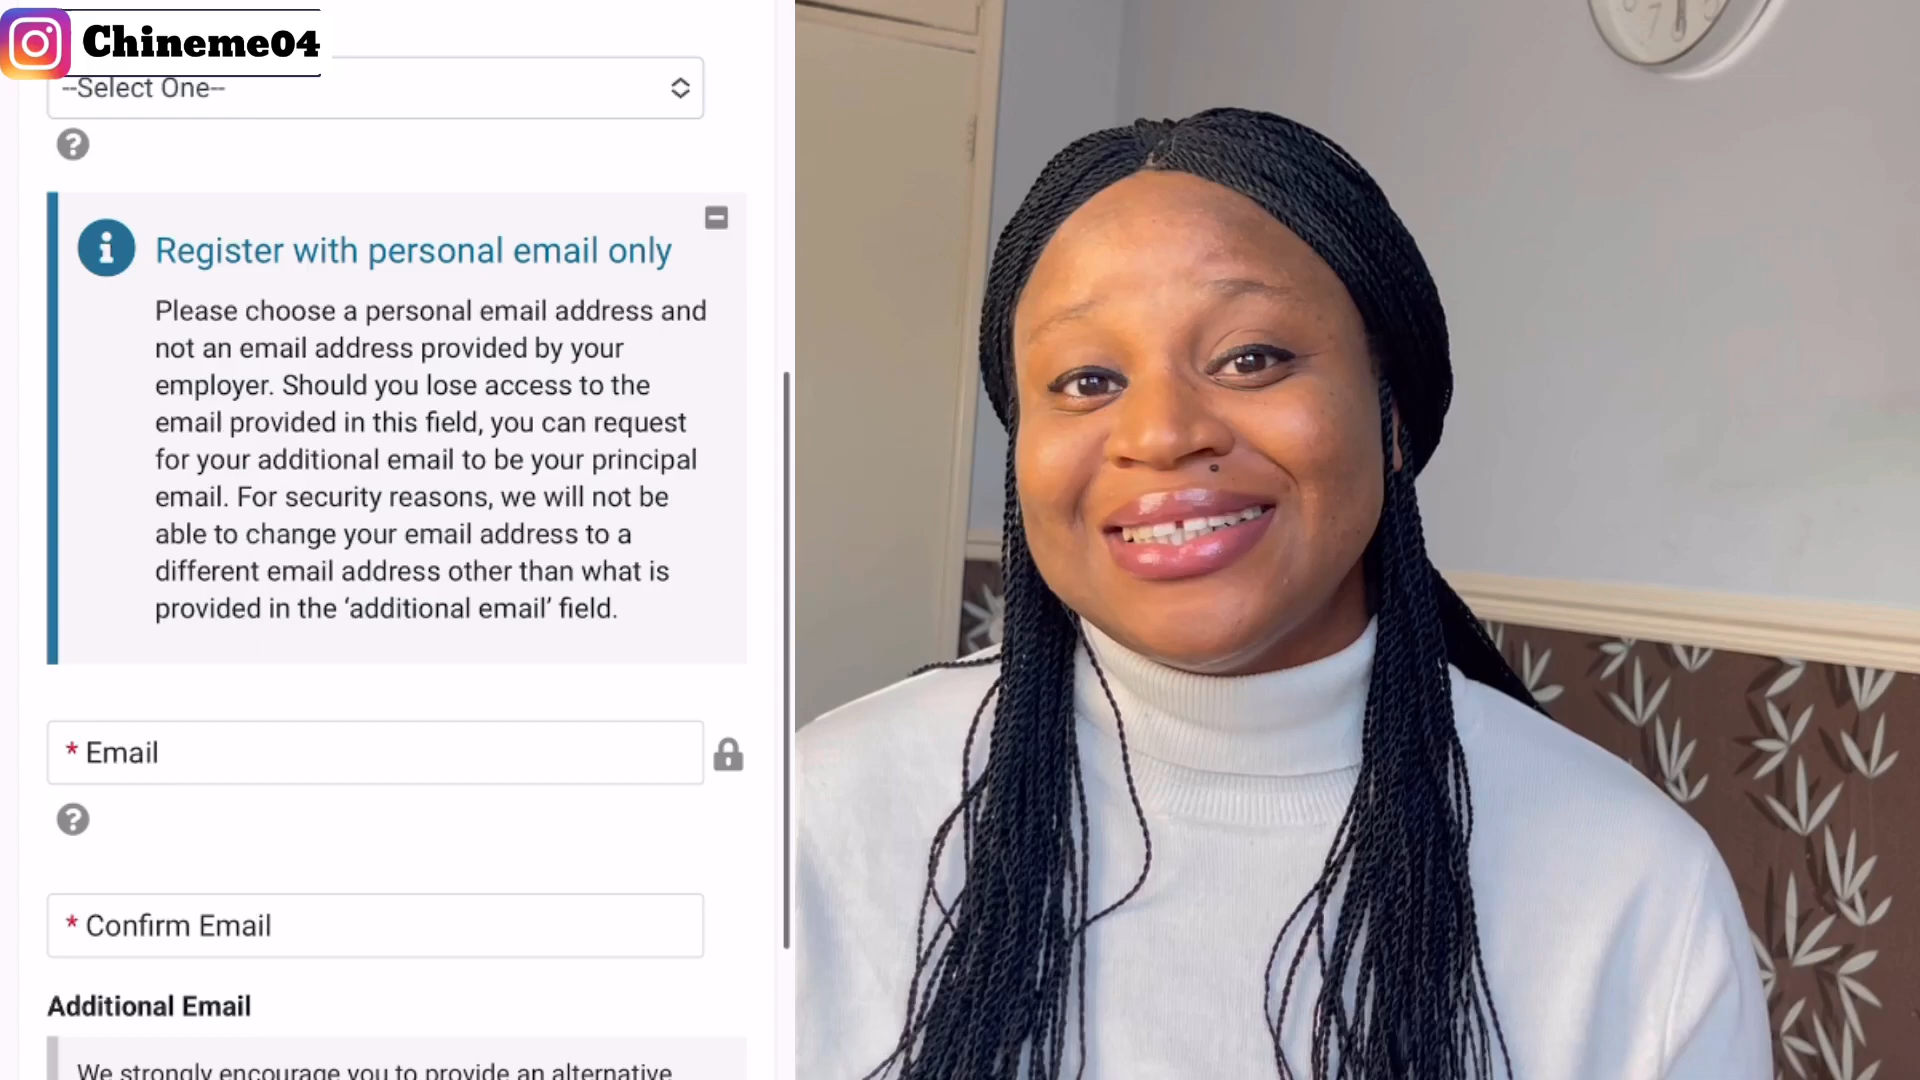 Chineme04
--Select One--
Register with personal email only
Please choose a personal email address and
not an email address provided by your
employer. Should you lose access to the
email provided in this field, you can request
for your additional email to be your principal
email. For security reasons, we will not be
able to change your email address to a
different email address other than what is
provided in the ‘additional email’ field.
* Email
* Confirm Email
Additional Email
We strongly encourage you to provide an alternative